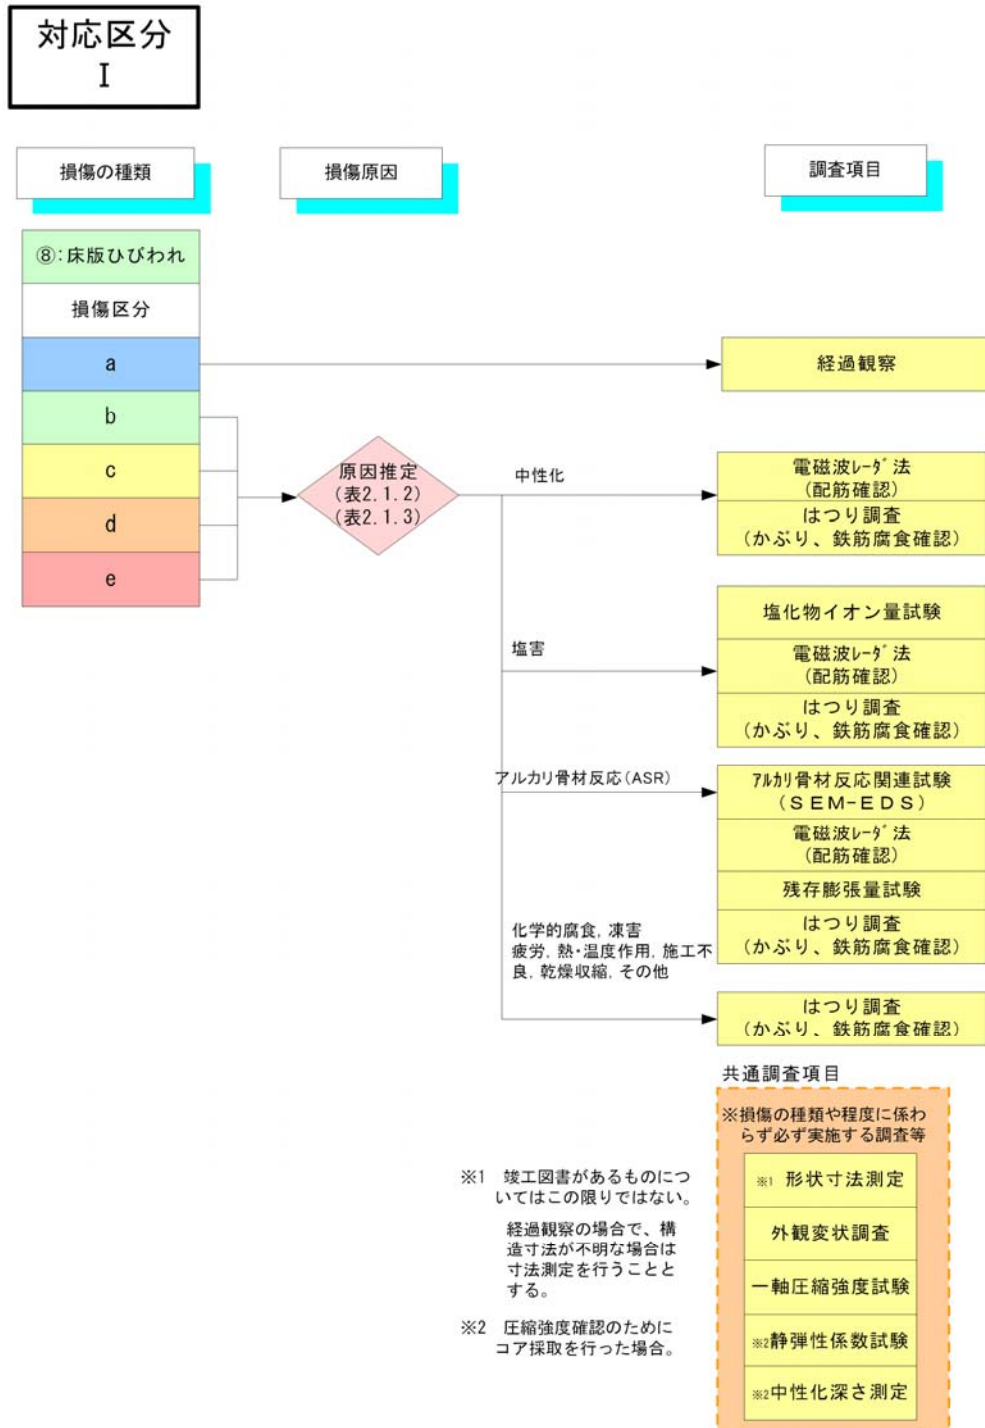 対応区分
Ⅰ
損傷の種類
損傷原因
調査項目
⑧:床版ひびわれ
損傷区分
a
経過観察
b
c
d
e
原因推定
(表2.1.2)
(表2.1.3)
中性化
電磁波ﾚｰﾀﾞ法
(配筋確認)
はつり調査
(かぶり、鉄筋腐食確認)
塩害
塩化物イオン量試験
電磁波ﾚｰﾀﾞ法
(配筋確認)
はつり調査
(かぶり、鉄筋腐食確認)
アルカリ骨材反応(ASR)
ｱﾙｶﾘ骨材反応関連試験
(ＳＥＭ-ＥＤＳ)
電磁波ﾚｰﾀﾞ法
(配筋確認)
残存膨張量試験
はつり調査
(かぶり、鉄筋腐食確認)
化学的腐食, 凍害
疲労, 熱・温度作用, 施工不
良, 乾燥収縮, その他
はつり調査
(かぶり、鉄筋腐食確認)
共通調査項目
※損傷の種類や程度に係わ
らず必ず実施する調査等
※1 形状寸法測定
外観変状調査
一軸圧縮強度試験
※2静弾性係数試験
※2中性化深さ測定
※1 竣工図書があるものにつ
いてはこの限りではない。
経過観察の場合で、構
造寸法が不明な場合は
寸法測定を行うことと
する。
※2 圧縮強度確認のために
コア採取を行った場合。